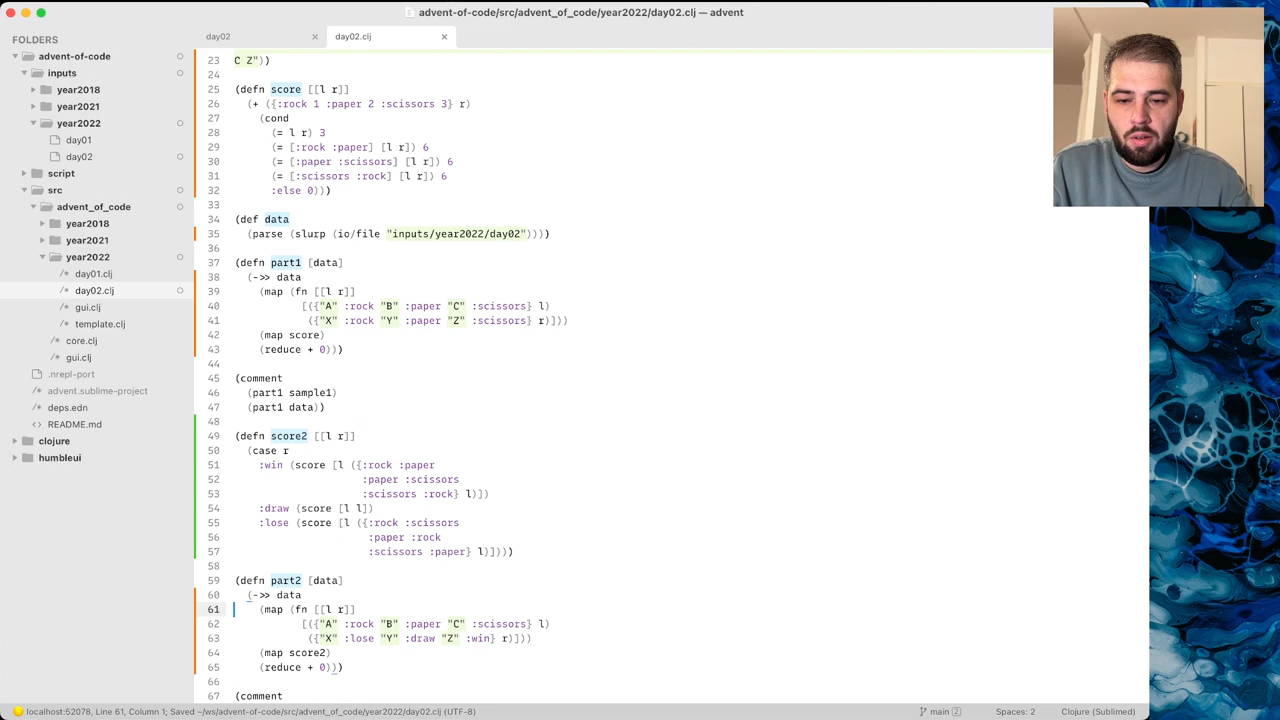 advent-of-code/src/advent_of_code/year2022/day02.clj — advent
FOLDERS
advent-of-code
inputs
year2018
year2021
year2022
day01
day02
script
src
advent_of_code
year2018
year2021
year2022
day01.clj
day02.clj
gui.clj
template.clj
core.clj
gui.clj
.nrepl-port
advent.sublime-project
deps.edn
README.md
clojure
humbleui
day02 ×
day02.clj ×
23 C Z"))
24
25 (defn score [[l r]]
26   (+ ({:rock 1 :paper 2 :scissors 3} r)
27     (cond
28       (= l r) 3
29       (= [:rock :paper] [l r]) 6
30       (= [:paper :scissors] [l r]) 6
31       (= [:scissors :rock] [l r]) 6
32       :else 0)))
33
34 (def data
35   (parse (slurp (io/file "inputs/year2022/day02"))))
36
37 (defn part1 [data]
38   (->> data
39     (map (fn [[l r]]
40            [({"A" :rock "B" :paper "C" :scissors} l)
41             ({"X" :rock "Y" :paper "Z" :scissors} r)]))
42     (map score)
43     (reduce + 0)))
44
45 (comment
46   (part1 sample1)
47   (part1 data))
48
49 (defn score2 [[l r]]
50   (case r
51     :win (score [l ({:rock :paper
52                      :paper :scissors
53                      :scissors :rock} l)])
54     :draw (score [l l])
55     :lose (score [l ({:rock :scissors
56                       :paper :rock
57                       :scissors :paper} l)])))
58
59 (defn part2 [data]
60   (->> data
61     (map (fn [[l r]]
62            [({"A" :rock "B" :paper "C" :scissors} l)
63             ({"X" :lose "Y" :draw "Z" :win} r)]))
64     (map score2)
65     (reduce + 0)))
66
67 (comment
localhost:52078, Line 61, Column 1; Saved ~/ws/advent-of-code/src/advent_of_code/year2022/day02.clj (UTF-8)
main 2
Spaces: 2
Clojure (Sublimed)